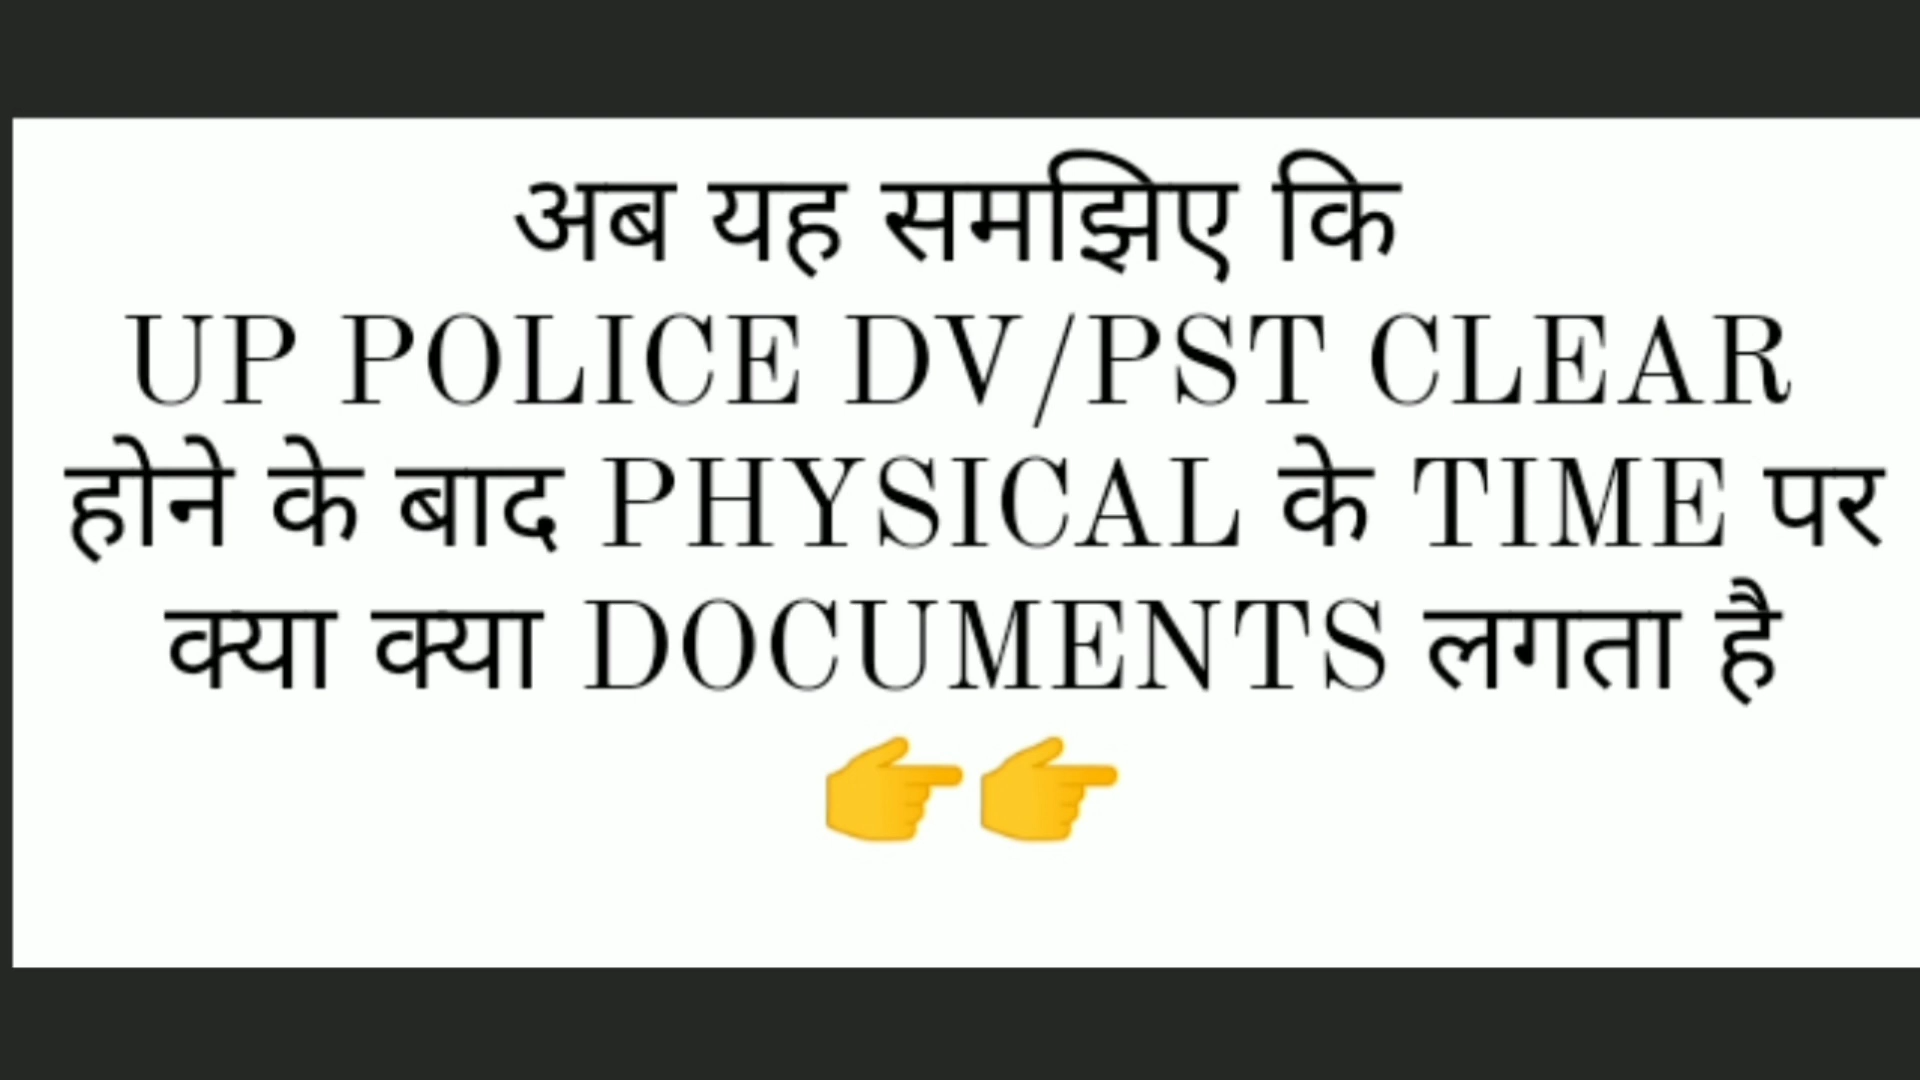 अब यह समझिए कि
UP POLICE DV/PST CLEAR
होने के बाद PHYSICAL के TIME पर
क्या क्या DOCUMENTS लगता है
👉👉